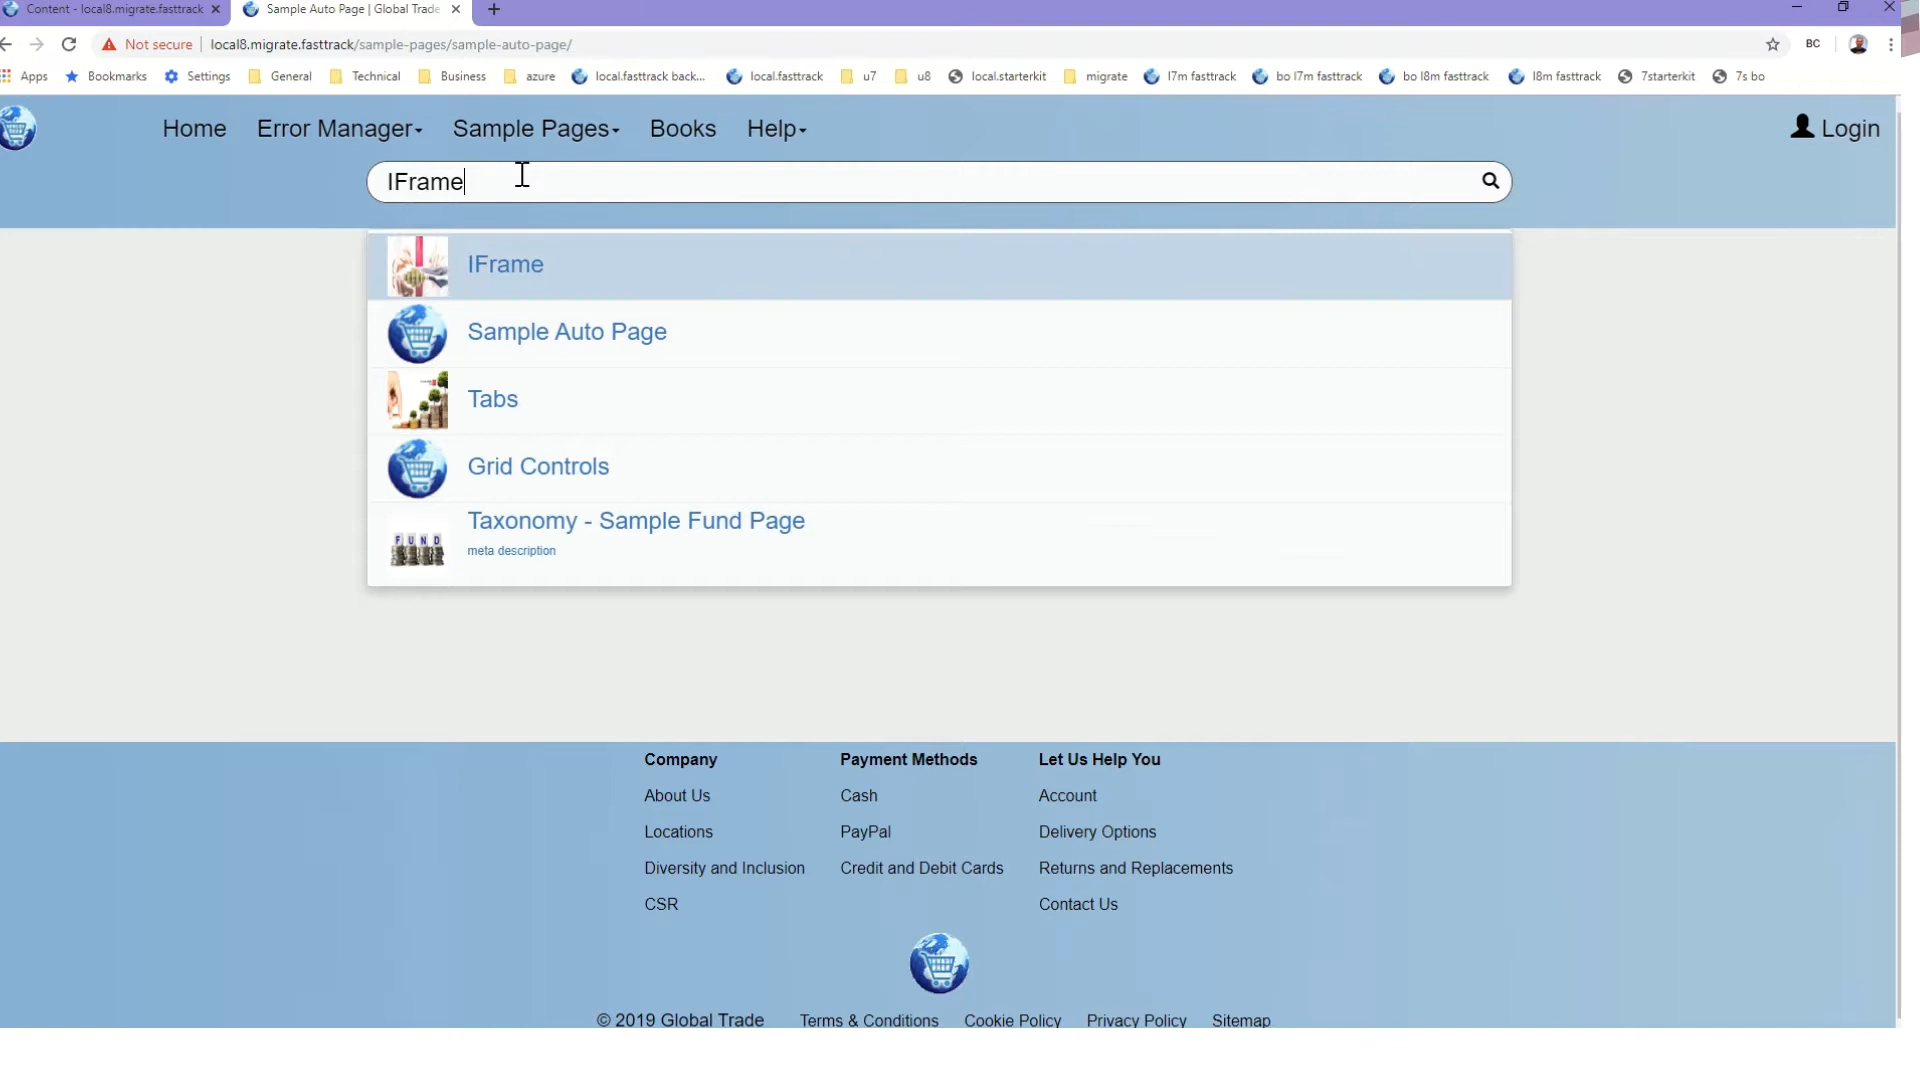 Content - local8.migrate.fasttrack
Sample Auto Page | Global Trade
Not secure | local8.migrate.fasttrack/sample-pages/sample-auto-page/
BC
Apps Bookmarks Settings General Technical Business azure local.fasttrack back... local.fasttrack u7 u8 local.starterkit migrate l7m fasttrack bo l7m fasttrack bo l8m fasttrack l8m fasttrack 7starterkit 7s bo
Home Error Manager Sample Pages Books Help Login
IFrame
IFrame
Sample Auto Page
Tabs
Grid Controls
Taxonomy - Sample Fund Page
FUND
meta description
Company Payment Methods Let Us Help You
About Us Cash Account
Locations PayPal Delivery Options
Diversity and Inclusion Credit and Debit Cards Returns and Replacements
CSR Contact Us
© 2019 Global Trade Terms & Conditions Cookie Policy Privacy Policy Sitemap